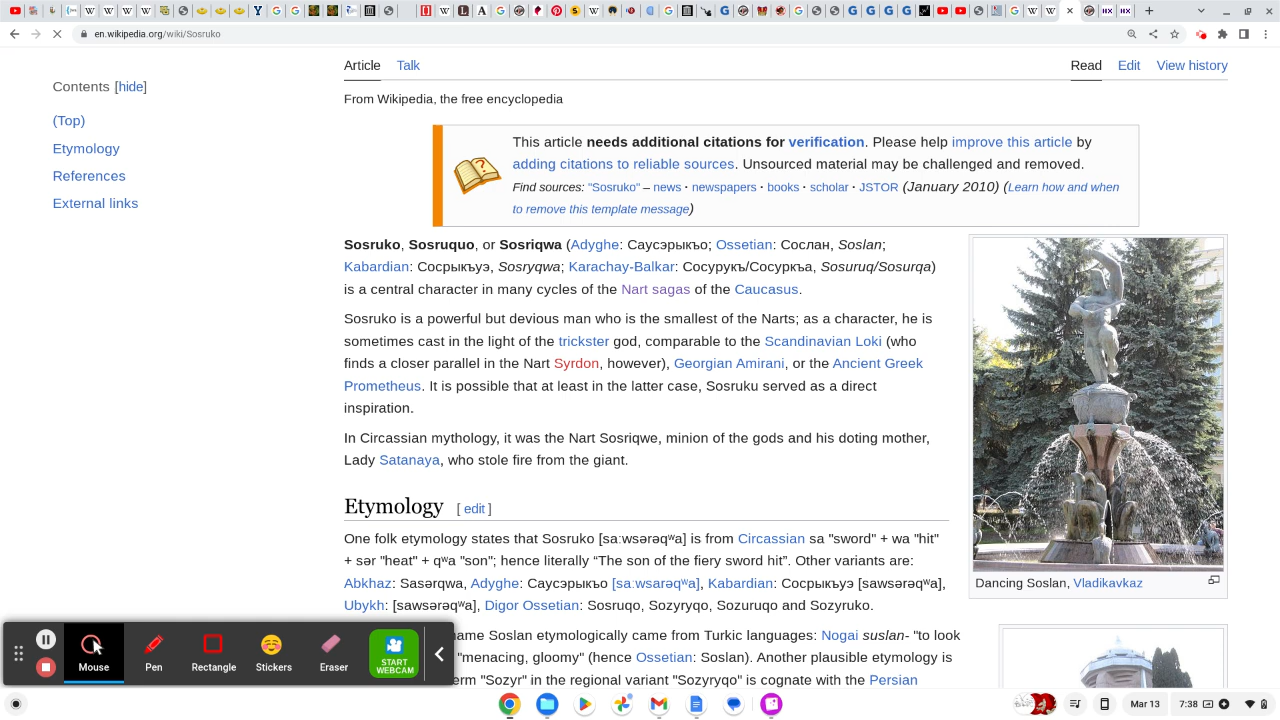 en.wikipedia.org/wiki/Sosruko
Contents [hide]
(Top)
Etymology
References
External links
Article Talk Read Edit View history
From Wikipedia, the free encyclopedia
This article needs additional citations for verification. Please help improve this article by
adding citations to reliable sources. Unsourced material may be challenged and removed.
Find sources: "Sosruko" – news · newspapers · books · scholar · JSTOR (January 2010) (Learn how and when
to remove this template message)
Sosruko, Sosruquo, or Sosriqwa (Adyghe: Саусэрыкъо; Ossetian: Сослан, Soslan;
Kabardian: Сосрыкъуэ, Sosryqwa; Karachay-Balkar: Сосурукъ/Сосуркъа, Sosuruq/Sosurqa)
is a central character in many cycles of the Nart sagas of the Caucasus.
Sosruko is a powerful but devious man who is the smallest of the Narts; as a character, he is
sometimes cast in the light of the trickster god, comparable to the Scandinavian Loki (who
finds a closer parallel in the Nart Syrdon, however), Georgian Amirani, or the Ancient Greek
Prometheus. It is possible that at least in the latter case, Sosruku served as a direct
inspiration.
In Circassian mythology, it was the Nart Sosriqwe, minion of the gods and his doting mother,
Lady Satanaya, who stole fire from the giant.
Etymology [ edit ]
One folk etymology states that Sosruko [saːwsərəqʷa] is from Circassian sa "sword" + wa "hit"
+ sər "heat" + qʷa "son"; hence literally “The son of the fiery sword hit”. Other variants are:
Abkhaz: Sasərqwa, Adyghe: Саусэрыкъо [saːwsarəqʷa], Kabardian: Сосрыкъуэ [sawsərəqʷa],
Ubykh: [sawsərəqʷa], Digor Ossetian: Sosruqo, Sozyryqo, Sozuruqo and Sozyruko.
name Soslan etymologically came from Turkic languages: Nogai suslan- "to look
"menacing, gloomy" (hence Ossetian: Soslan). Another plausible etymology is
erm "Sozyr" in the regional variant "Sozyryqo" is cognate with the Persian
Dancing Soslan, Vladikavkaz
Mouse Pen Rectangle Stickers Eraser
START
WEBCAM
Mar 13 7:38